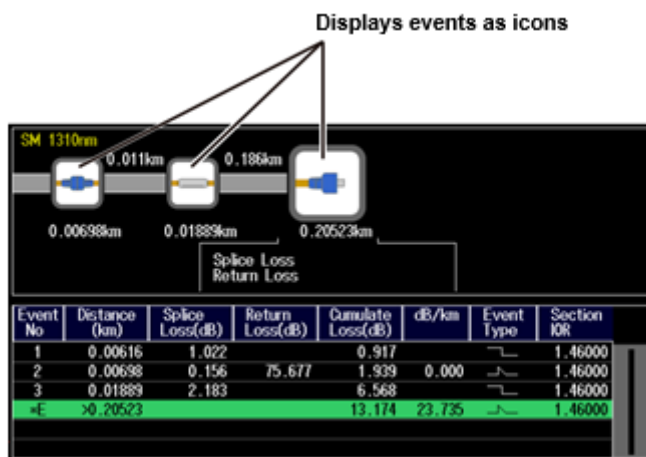 Displays events as icons
SM 1310nm
0.011km 0.186km
0.00698km 0.01889km 0.20523km
Splice Loss
Return Loss
Event No Distance (km) Splice Loss(dB) Return Loss(dB) Cumulate Loss(dB) dB/km Event Type Section IOR
1 0.00616 1.022 0.917 1.46000
2 0.00698 0.156 75.677 1.939 0.000 1.46000
3 0.01889 2.183 6.568 1.46000
*E >0.20523 13.174 23.735 1.46000